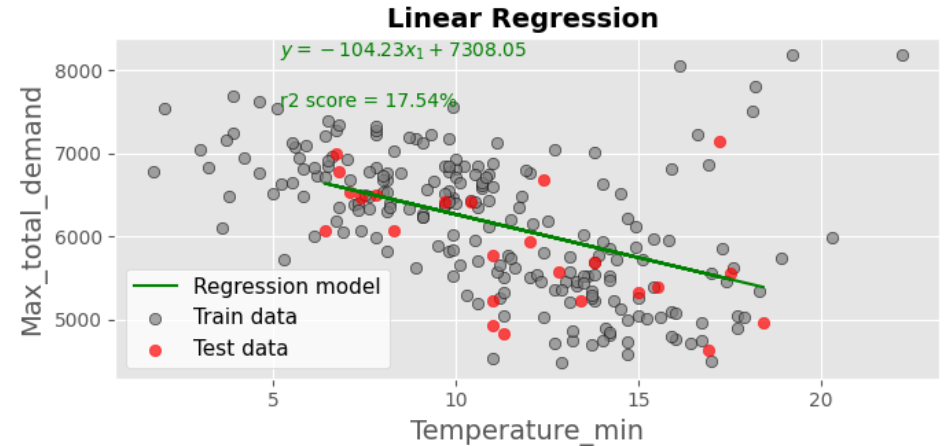 Linear Regression
y = −104.23x₁ + 7308.05
r2 score = 17.54%
Max_total_demand
8000
7000
6000
5000
Regression model
Train data
Test data
5
10
15
20
Temperature_min